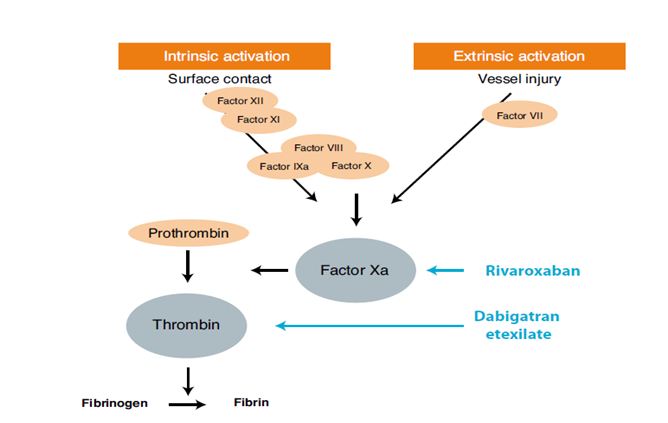 Intrinsic activation
Extrinsic activation
Surface contact
Vessel injury
Factor XII
Factor XI
Factor VII
Factor VIII
Factor IXa
Factor X
Prothrombin
Factor Xa
Rivaroxaban
Thrombin
Dabigatran
etexilate
Fibrinogen
Fibrin